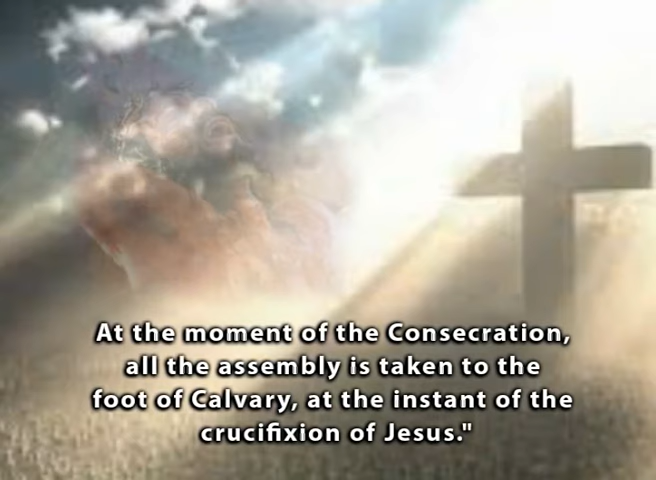 At the moment of the Consecration,
all the assembly is taken to the
foot of Calvary, at the instant of the
crucifixion of Jesus."